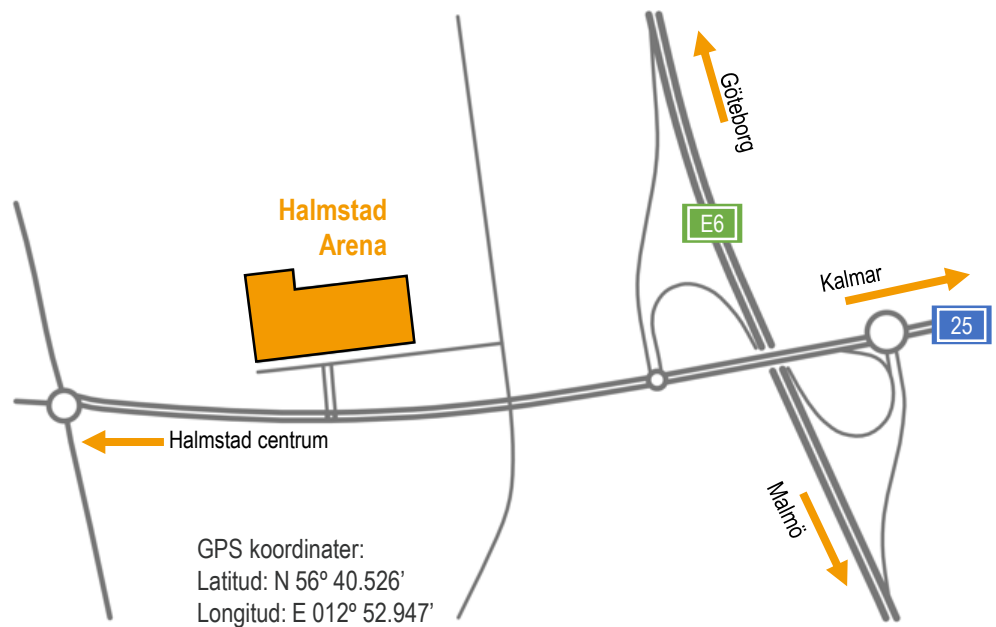 Göteborg
Halmstad
Arena
E6
Kalmar
25
Halmstad centrum
Malmö
GPS koordinater:
Latitud: N 56º 40.526’
Longitud: E 012º 52.947’